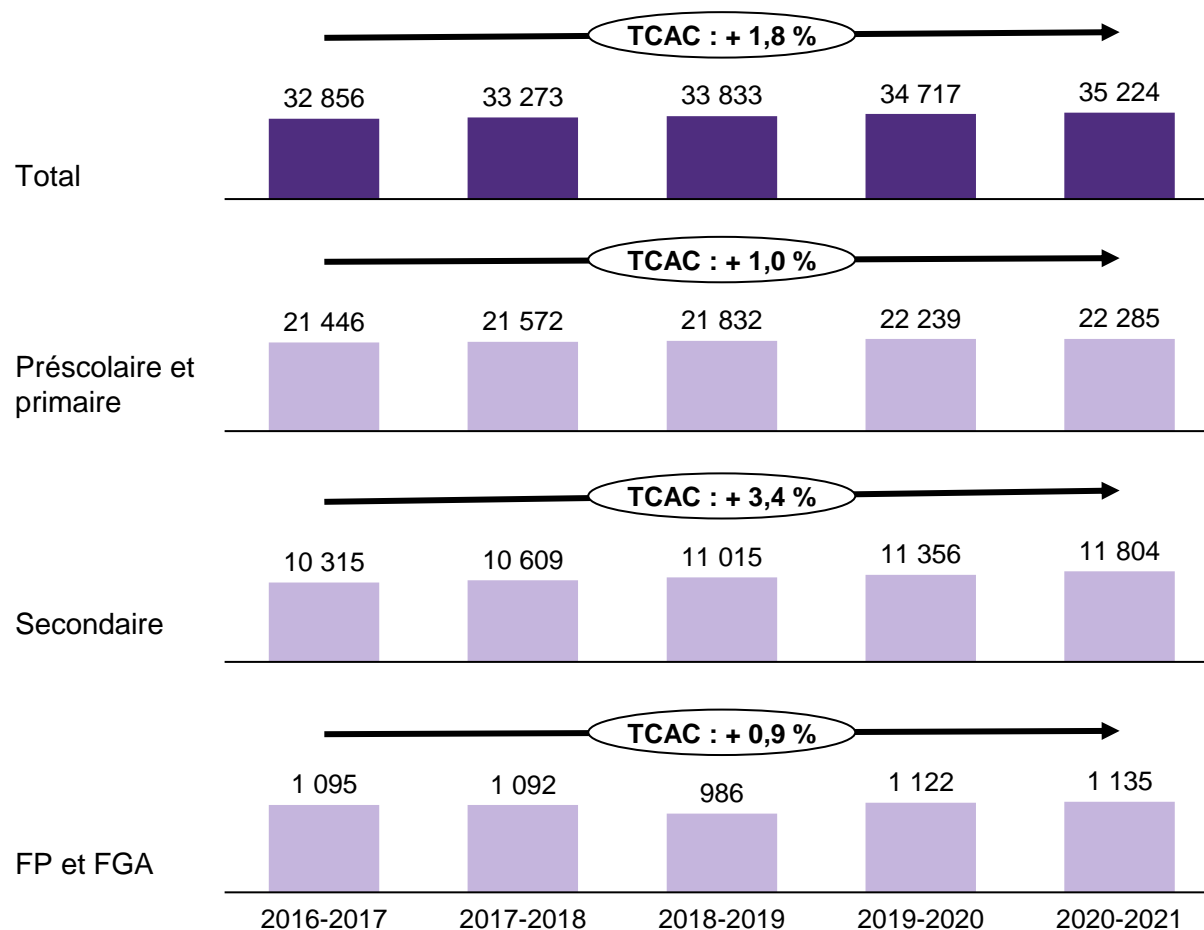 TCAC : + 1,8 %
32 856 33 273 33 833 34 717 35 224
Total
TCAC : + 1,0 %
21 446 21 572 21 832 22 239 22 285
Préscolaire et
primaire
TCAC : + 3,4 %
10 315 10 609 11 015 11 356 11 804
Secondaire
TCAC : + 0,9 %
1 095 1 092 986 1 122 1 135
FP et FGA
2016-2017 2017-2018 2018-2019 2019-2020 2020-2021